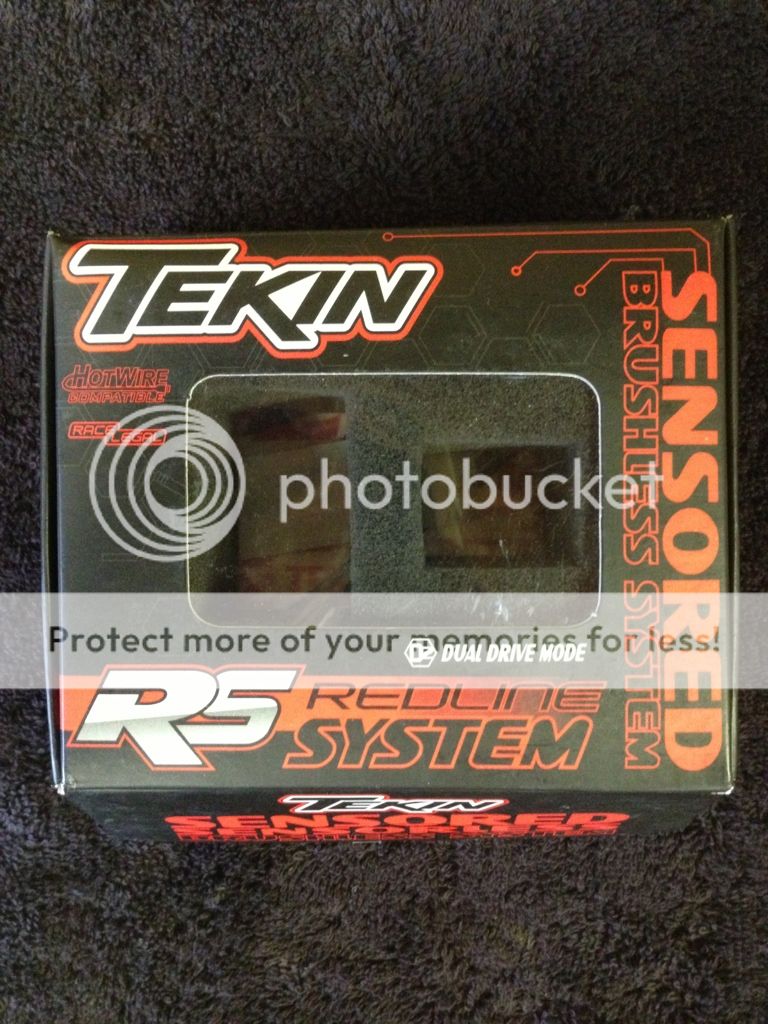 TEKIN
HOTWIRE
COMPATIBLE
RACE LEGAL
SENSORED
BRUSHLESS SYSTEM
photobucket
Protect more of your memories for less!
D2 DUAL DRIVE MODE
RS REDLINE
SYSTEM
TEKIN
SENSORED